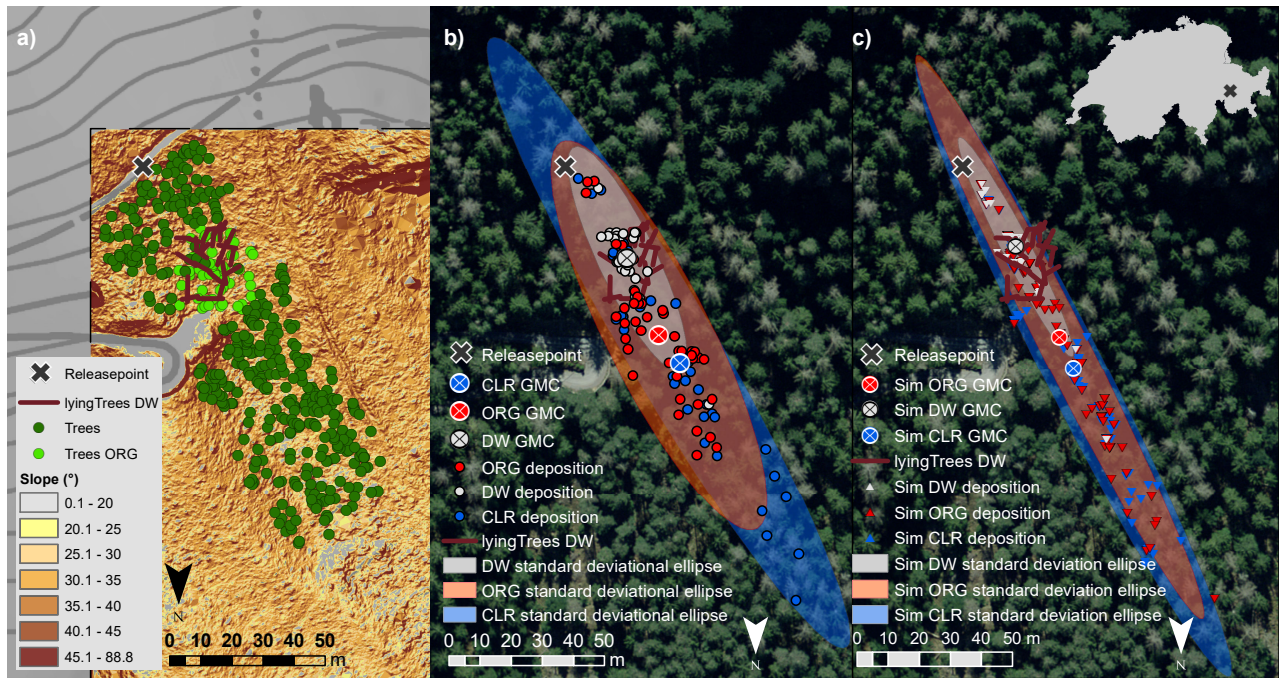 a)
Releasepoint
lyingTrees DW
Trees
Trees ORG
Slope (°)
0.1 - 20
20.1 - 25
25.1 - 30
30.1 - 35
35.1 - 40
40.1 - 45
45.1 - 88.8
N
0 10 20 30 40 50
m
b)
Releasepoint
CLR GMC
ORG GMC
DW GMC
ORG deposition
DW deposition
CLR deposition
lyingTrees DW
DW standard deviational ellipse
ORG standard deviational ellipse
CLR standard deviational ellipse
0 10 20 30 40 50
m
N
c)
Releasepoint
Sim ORG GMC
Sim DW GMC
Sim CLR GMC
lyingTrees DW
Sim DW deposition
Sim ORG deposition
Sim CLR deposition
Sim DW standard deviation ellipse
Sim ORG standard deviation ellipse
Sim CLR standard deviation ellipse
0 10 20 30 40 50 m
N